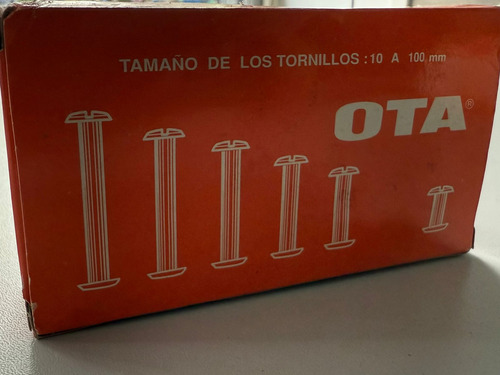 TAMAÑO DE LOS TORNILLOS : 10 A 100 mm
OTA®